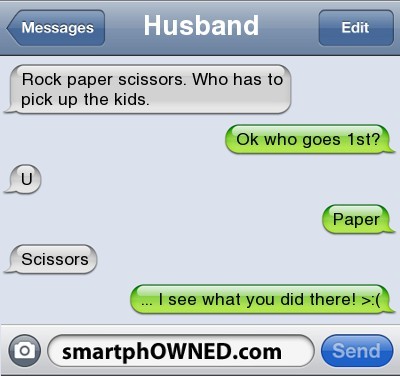 Messages
Husband
Edit
Rock paper scissors. Who has to
pick up the kids.
Ok who goes 1st?
U
Paper
Scissors
... I see what you did there! >:(
smartphOWNED.com
Send